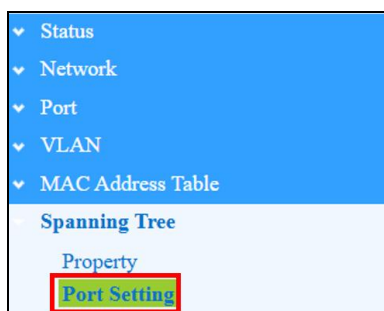 Status
Network
Port
VLAN
MAC Address Table
Spanning Tree
Property
Port Setting